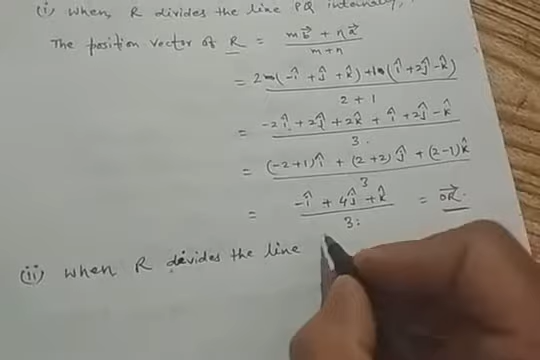 (i) when, R divides the line PQ internally,
The position vector of R = (m b⃗ + n a⃗) / (m+n)
= (2(-î + ĵ + k̂) + 1(î + 2ĵ - k̂)) / (2 + 1)
= (-2î + 2ĵ + 2k̂ + î + 2ĵ - k̂) / 3.
= ((-2+1)î + (2+2)ĵ + (2-1)k̂) / 3
= (-î + 4ĵ + k̂) / 3. = OR⃗.
(ii) when R divides the line